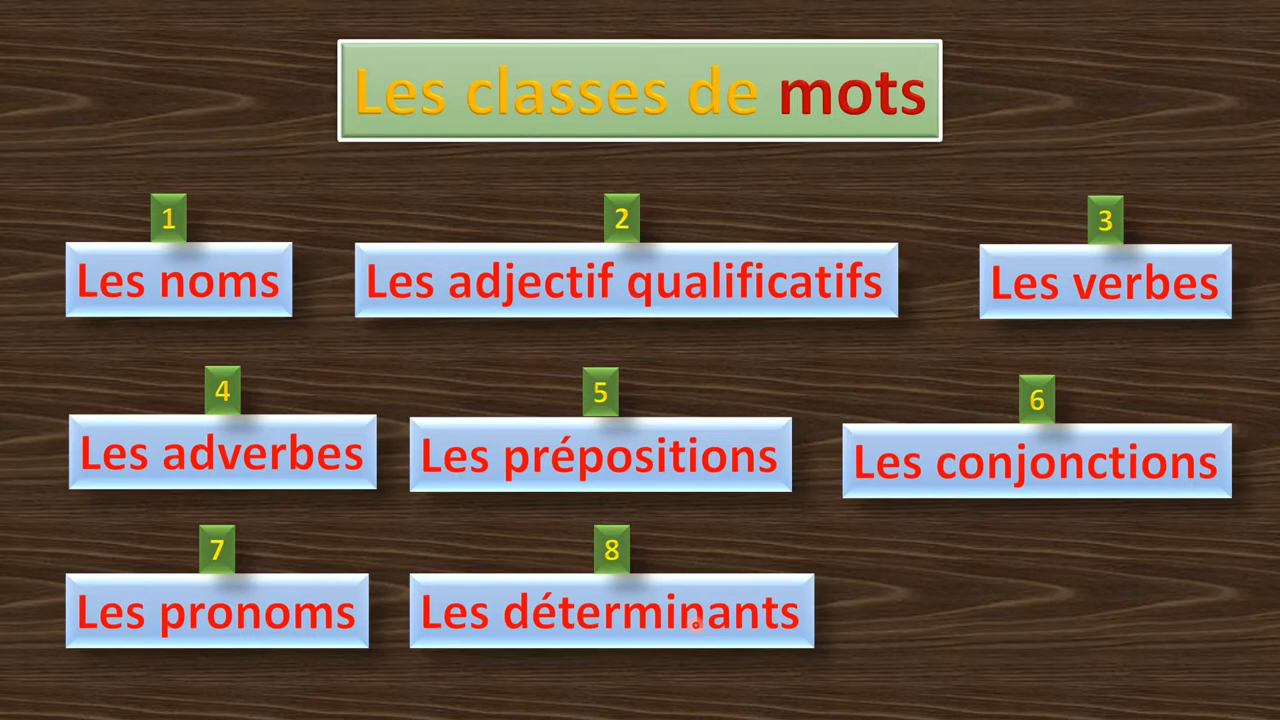 Les classes de mots
1
Les noms
2
Les adjectif qualificatifs
3
Les verbes
4
Les adverbes
5
Les prépositions
6
Les conjonctions
7
Les pronoms
8
Les déterminants